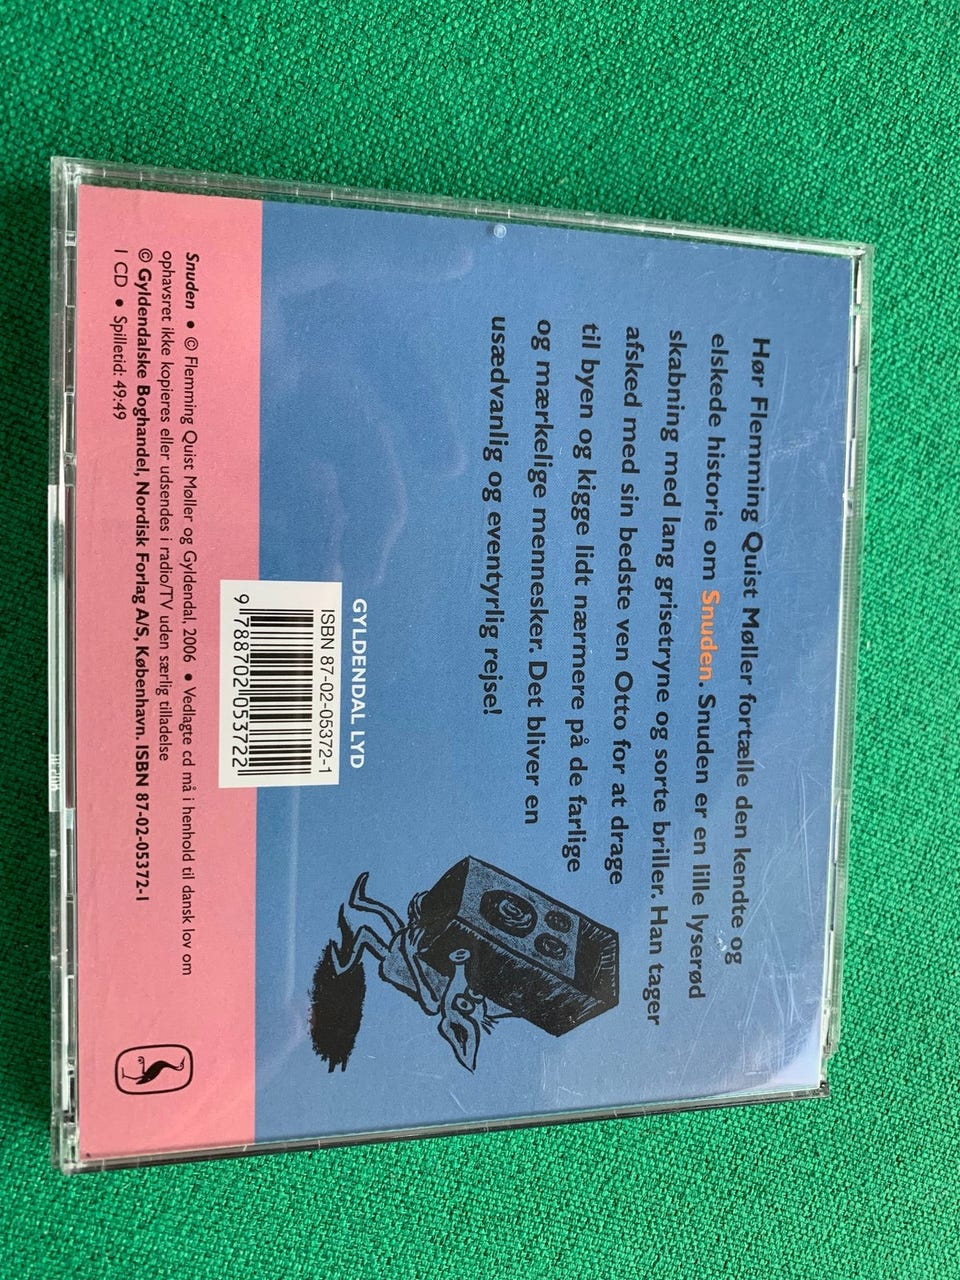 Hør Flemming Quist Møller fortælle den kendte og
elskede historie om Snuden. Snuden er en lille lyserød
skabning med lang grisetryne og sorte briller. Han tager
afsked med sin bedste ven Otto for at drage
til byen og kigge lidt nærmere på de farlige
og mærkelige mennesker. Det bliver en
usædvanlig og eventyrlig rejse!
GYLDENDAL LYD
ISBN 87-02-05372-1
9 788702 053722
Snuden • © Flemming Quist Møller og Gyldendal, 2006 • Vedlagte cd må i henhold til dansk lov om
ophavsret ikke kopieres eller udsendes i radio/TV uden særlig tilladelse
© Gyldendalske Boghandel, Nordisk Forlag A/S, København. ISBN 87-02-05372-1
1 CD • Spilletid: 49:49